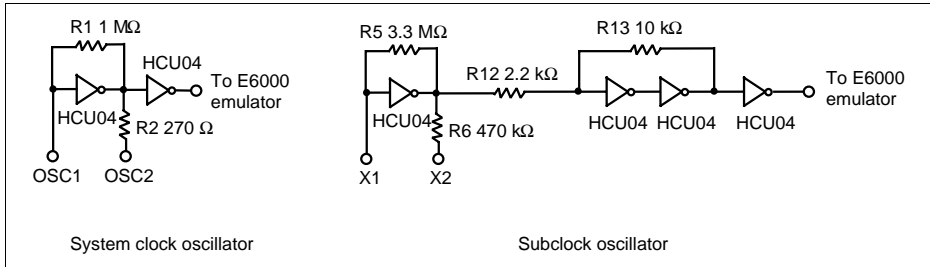 R1 1 MΩ
HCU04
To E6000
emulator
HCU04
R2 270 Ω
OSC1
OSC2
System clock oscillator
R5 3.3 MΩ
R13 10 kΩ
R12 2.2 kΩ
To E6000
emulator
HCU04
HCU04
HCU04
HCU04
R6 470 kΩ
X1
X2
Subclock oscillator